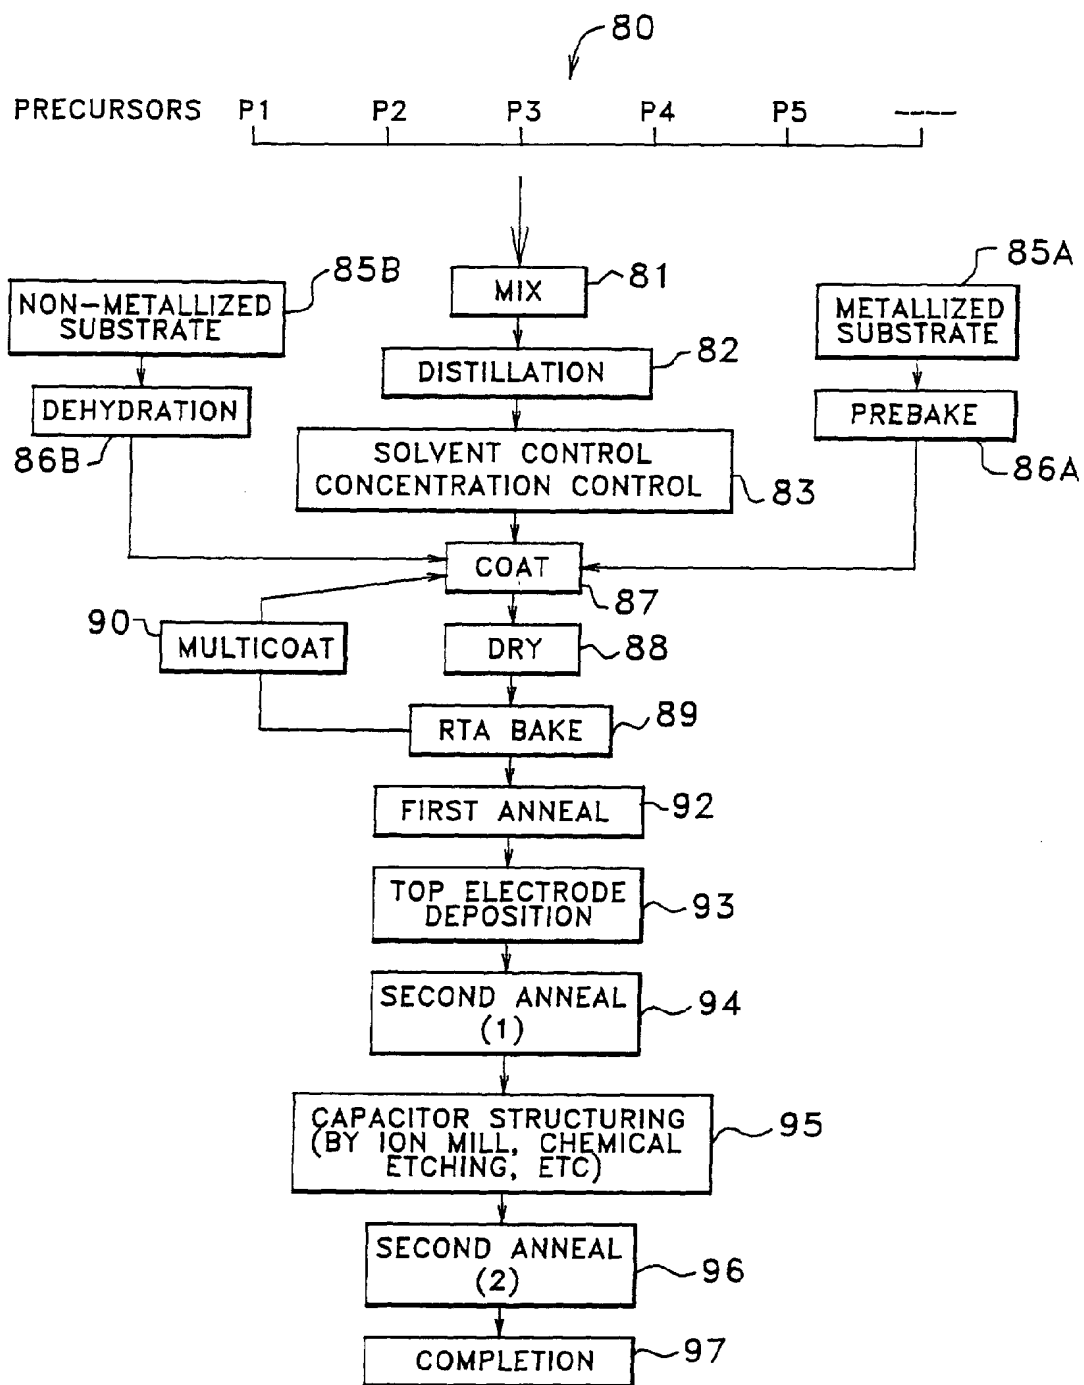 80
PRECURSORS P1 P2 P3 P4 P5 ----
85B
81
85A
NON-METALLIZED
SUBSTRATE
MIX
METALLIZED
SUBSTRATE
82
DISTILLATION
DEHYDRATION
PREBAKE
86B
86A
SOLVENT CONTROL
CONCENTRATION CONTROL
83
COAT
87
90
MULTICOAT
DRY
88
RTA BAKE
89
FIRST ANNEAL
92
TOP ELECTRODE
DEPOSITION
93
SECOND ANNEAL
(1)
94
CAPACITOR STRUCTURING
(BY ION MILL, CHEMICAL
ETCHING, ETC)
95
SECOND ANNEAL
(2)
96
COMPLETION
97